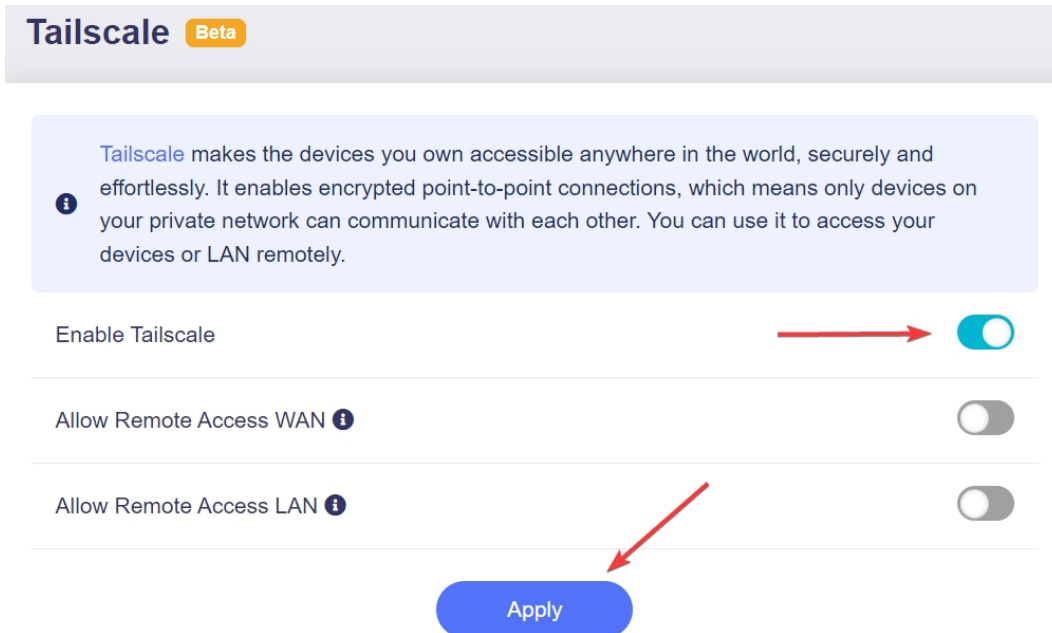 Tailscale Beta
Tailscale makes the devices you own accessible anywhere in the world, securely and
effortlessly. It enables encrypted point-to-point connections, which means only devices on
your private network can communicate with each other. You can use it to access your
devices or LAN remotely.
Enable Tailscale
Allow Remote Access WAN
Allow Remote Access LAN
Apply